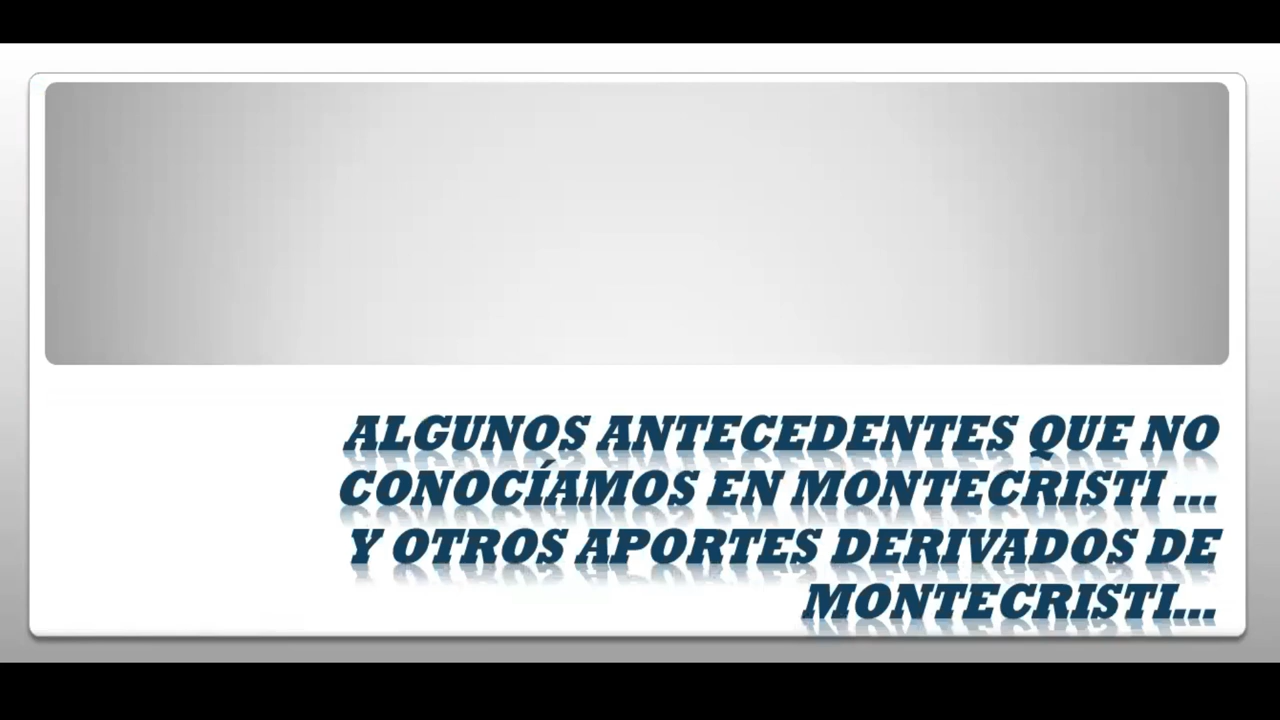 ALGUNOS ANTECEDENTES QUE NO
CONOCÍAMOS EN MONTECRISTI ...
Y OTROS APORTES DERIVADOS DE
MONTECRISTI...